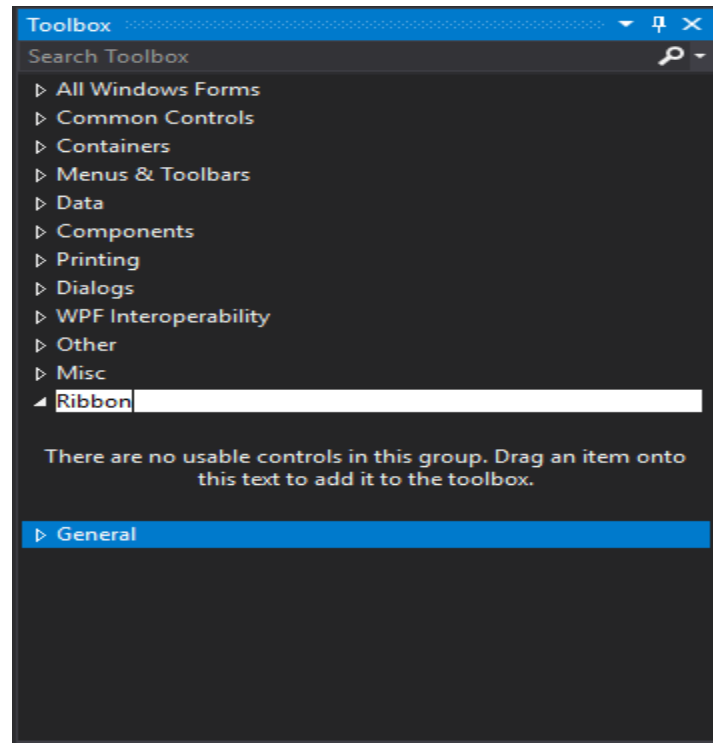 Toolbox
Search Toolbox
All Windows Forms
Common Controls
Containers
Menus & Toolbars
Data
Components
Printing
Dialogs
WPF Interoperability
Other
Misc
Ribbon
There are no usable controls in this group. Drag an item onto
this text to add it to the toolbox.
General